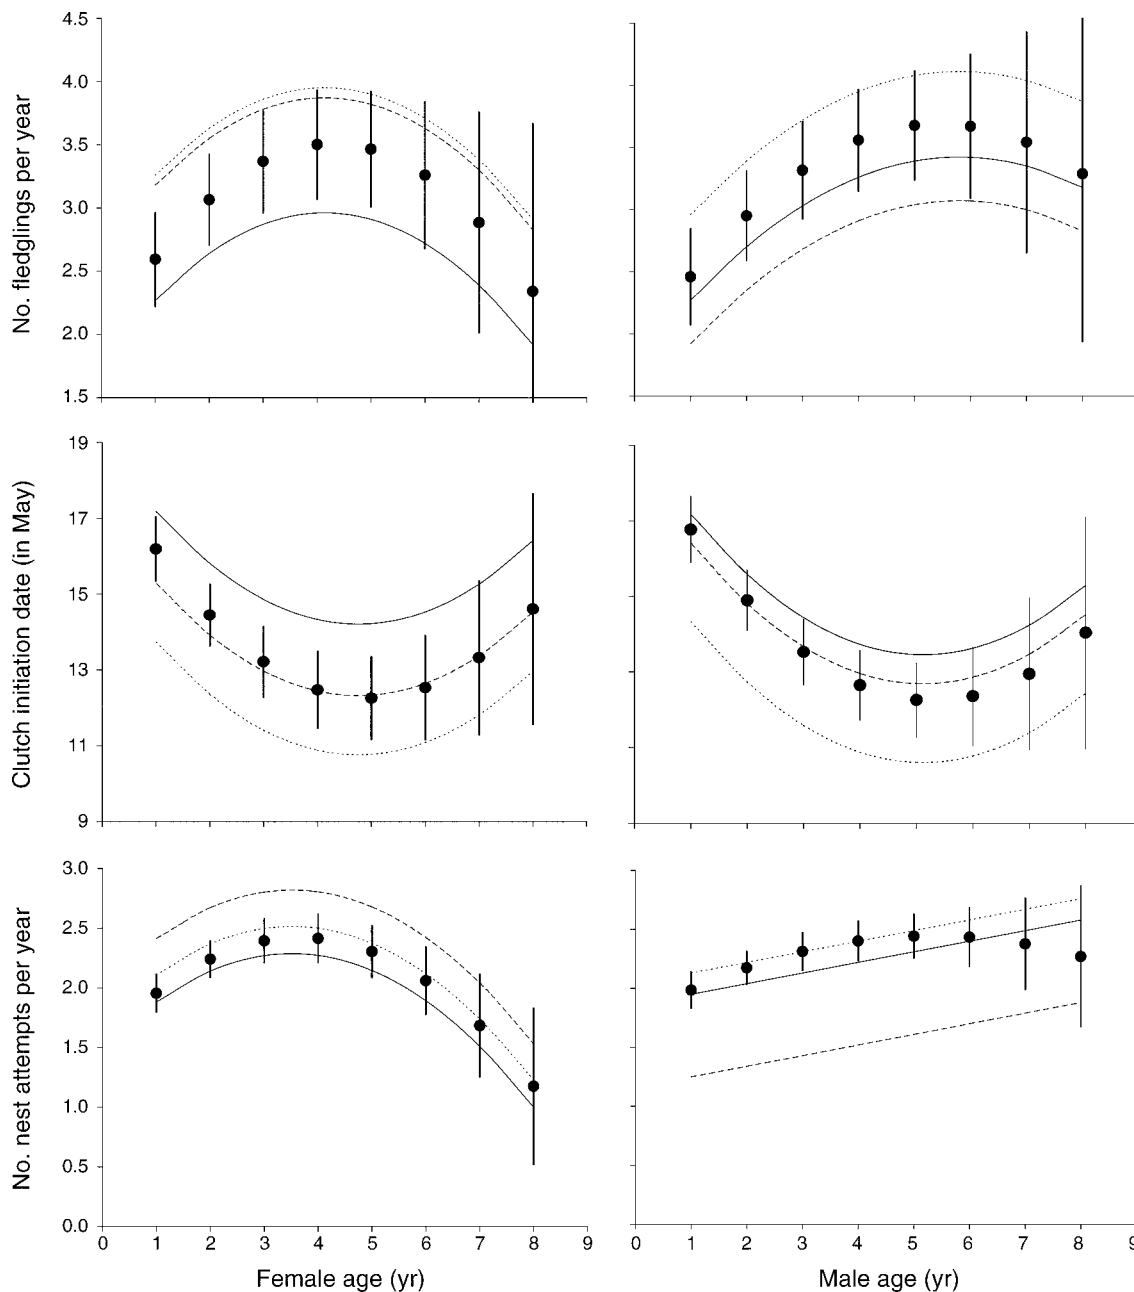 No. fledglings per year
4.5
4.0
3.5
3.0
2.5
2.0
1.5
Clutch initiation date (in May)
19
17
15
13
11
9
No. nest attempts per year
3.0
2.5
2.0
1.5
1.0
0.5
0.0
0 1 2 3 4 5 6 7 8 9
Female age (yr)
0 1 2 3 4 5 6 7 8 9
Male age (yr)